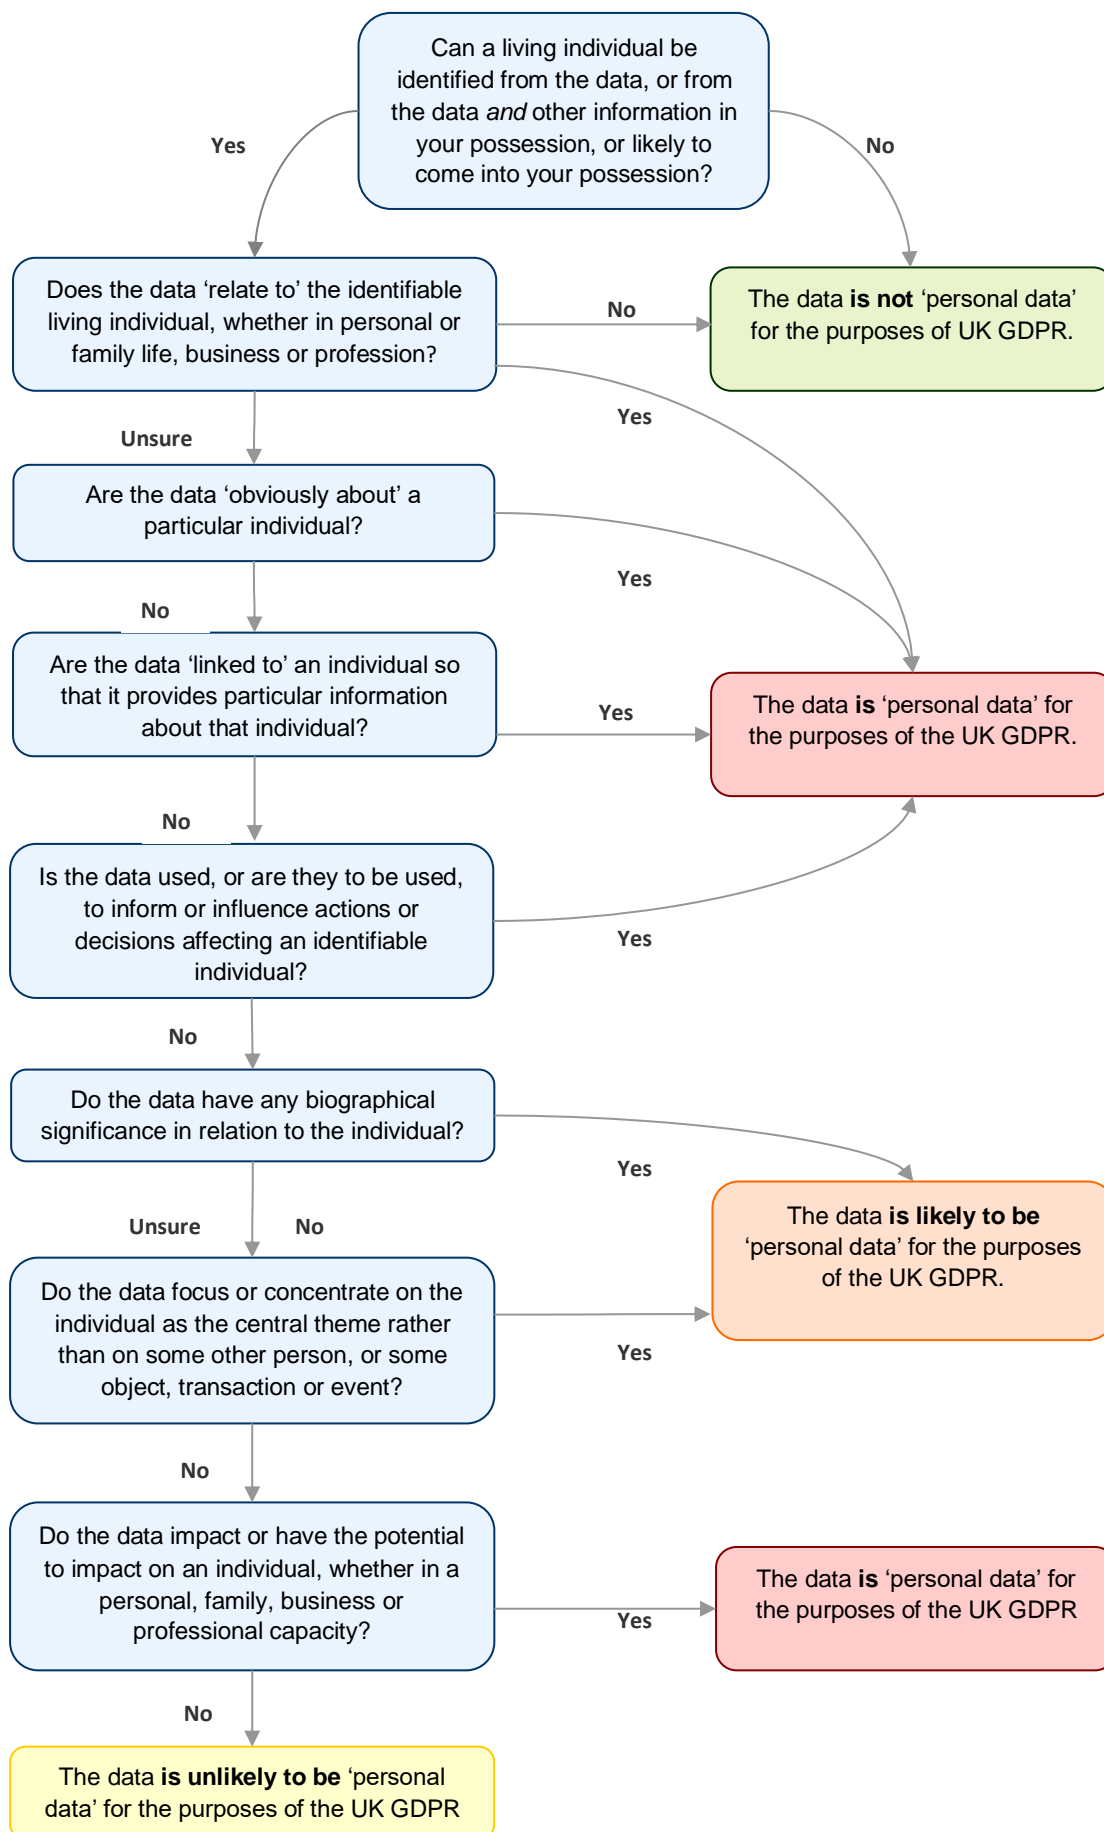 Can a living individual be
identified from the data, or from
the data and other information in
your possession, or likely to
come into your possession?
Yes
No
Does the data ‘relate to’ the identifiable
living individual, whether in personal or
family life, business or profession?
No
The data is not ‘personal data’
for the purposes of UK GDPR.
Yes
Unsure
Are the data ‘obviously about’ a
particular individual?
Yes
No
Are the data ‘linked to’ an individual so
that it provides particular information
about that individual?
Yes
The data is ‘personal data’ for
the purposes of the UK GDPR.
No
Is the data used, or are they to be used,
to inform or influence actions or
decisions affecting an identifiable
individual?
Yes
No
Do the data have any biographical
significance in relation to the individual?
Yes
Unsure
No
The data is likely to be
‘personal data’ for the purposes
of the UK GDPR.
Do the data focus or concentrate on the
individual as the central theme rather
than on some other person, or some
object, transaction or event?
Yes
No
Do the data impact or have the potential
to impact on an individual, whether in a
personal, family, business or
professional capacity?
Yes
The data is ‘personal data’ for
the purposes of the UK GDPR
No
The data is unlikely to be ‘personal
data’ for the purposes of the UK GDPR